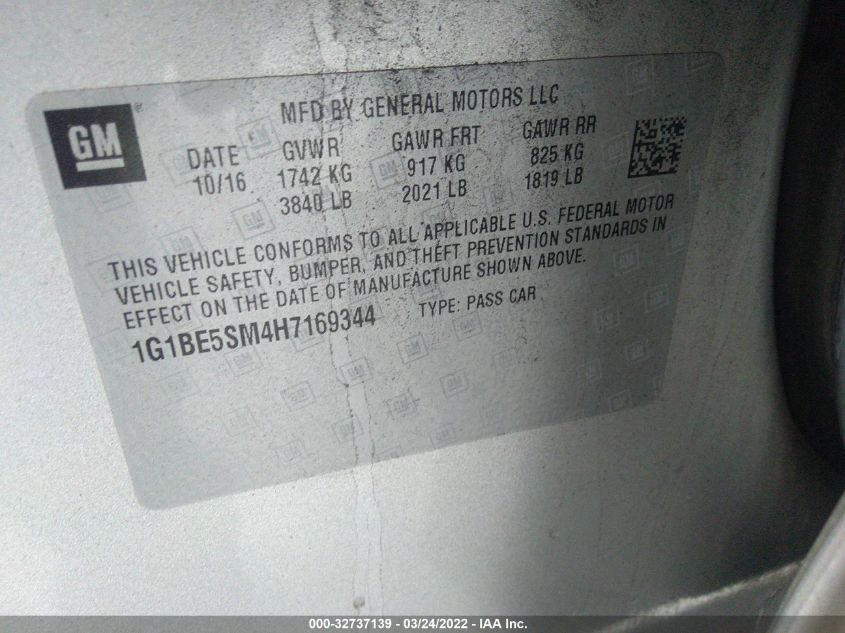 GM
MFD BY GENERAL MOTORS LLC
DATE GVWR GAWR FRT GAWR RR
10/16 1742 KG 917 KG 825 KG
3840 LB 2021 LB 1819 LB
THIS VEHICLE CONFORMS TO ALL APPLICABLE U.S. FEDERAL MOTOR
VEHICLE SAFETY, BUMPER, AND THEFT PREVENTION STANDARDS IN
EFFECT ON THE DATE OF MANUFACTURE SHOWN ABOVE.
1G1BE5SM4H7169344 TYPE: PASS CAR
000-32737139 - 03/24/2022 - IAA Inc.